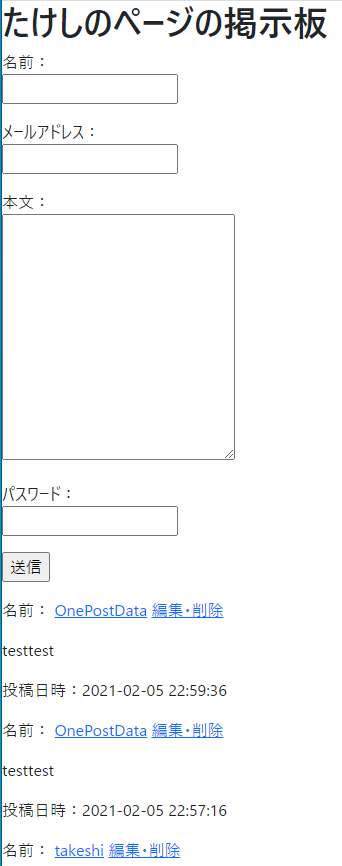 たけしのページの掲示板
名前：
メールアドレス：
本文：
パスワード：
送信
名前： OnePostData 編集・削除
testtest
投稿日時：2021-02-05 22:59:36
名前： OnePostData 編集・削除
testtest
投稿日時：2021-02-05 22:57:16
名前： takeshi 編集・削除